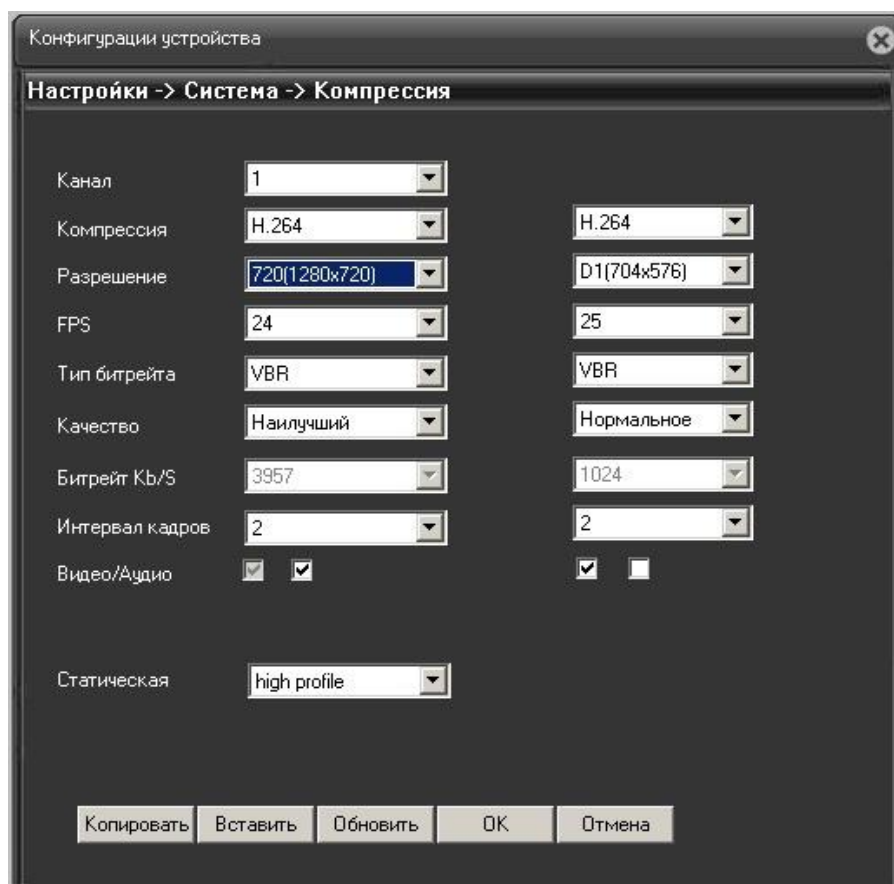 Конфигурации устройства
Настройки -> Система -> Компрессия
Канал 1
Компрессия H.264 H.264
Разрешение 720(1280x720) D1(704x576)
FPS 24 25
Тип битрейта VBR VBR
Качество Наилучший Нормальное
Битрейт Kb/S 3957 1024
Интервал кадров 2 2
Видео/Аудио
Статическая high profile
Копировать Вставить Обновить OK Отмена